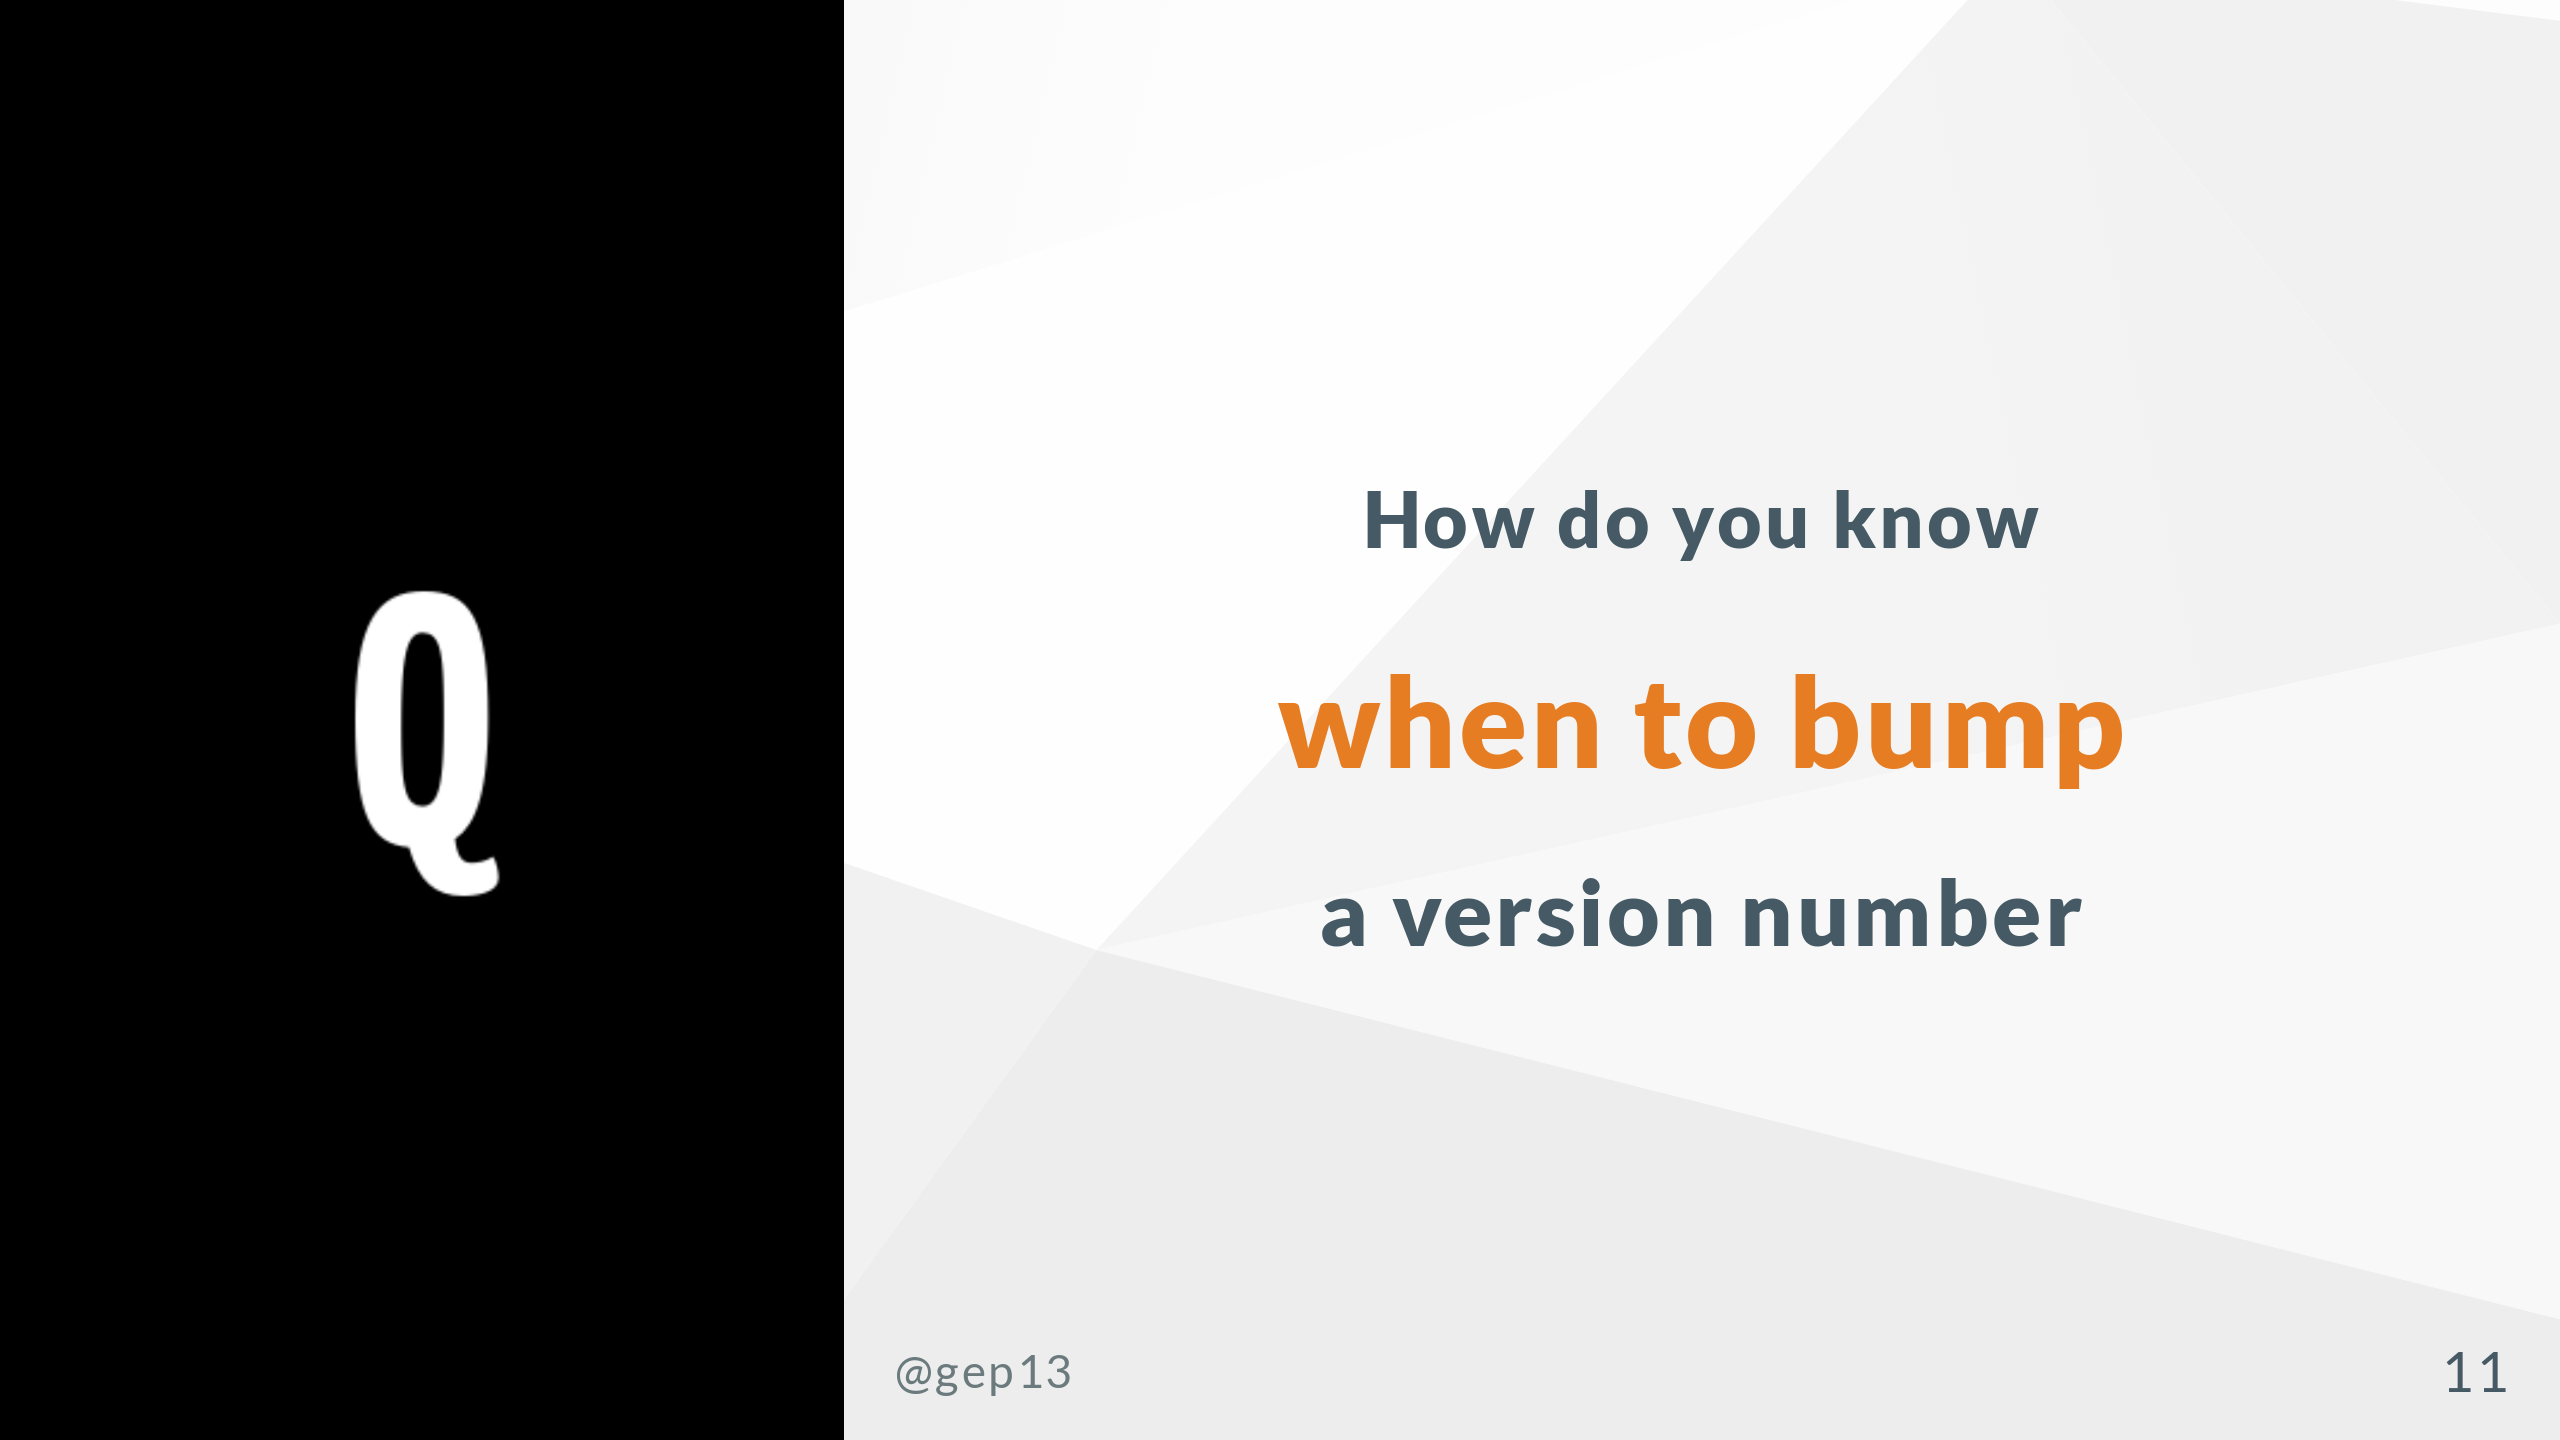 Q
How do you know
when to bump
a version number
@gep13
11